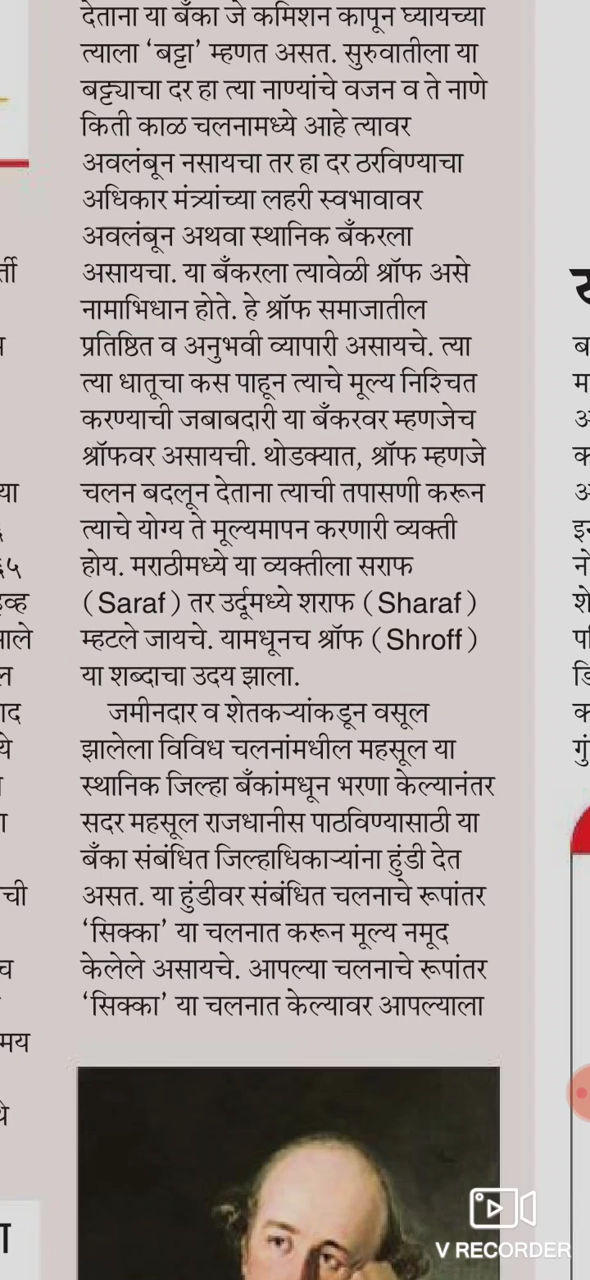 देताना या बँका जे कमिशन कापून घ्यायच्या
त्याला ‘बट्टा’ म्हणत असत. सुरुवातीला या
बट्ट्याचा दर हा त्या नाण्यांचे वजन व ते नाणे
किती काळ चलनामध्ये आहे त्यावर
अवलंबून नसायचा तर हा दर ठरविण्याचा
अधिकार मंत्र्यांच्या लहरी स्वभावावर
अवलंबून अथवा स्थानिक बँकरला
असायचा. या बँकरला त्यावेळी श्रॉफ असे
नामाभिधान होते. हे श्रॉफ समाजातील
प्रतिष्ठित व अनुभवी व्यापारी असायचे. त्या
त्या धातूचा कस पाहून त्याचे मूल्य निश्चित
करण्याची जबाबदारी या बँकरवर म्हणजेच
श्रॉफवर असायची. थोडक्यात, श्रॉफ म्हणजे
चलन बदलून देताना त्याची तपासणी करून
त्याचे योग्य ते मूल्यमापन करणारी व्यक्ती
होय. मराठीमध्ये या व्यक्तीला सराफ
(Saraf) तर उर्दूमध्ये शराफ (Sharaf)
म्हटले जायचे. यामधूनच श्रॉफ (Shroff)
या शब्दाचा उदय झाला.
जमीनदार व शेतकऱ्यांकडून वसूल
झालेला विविध चलनांमधील महसूल या
स्थानिक जिल्हा बँकांमधून भरणा केल्यानंतर
सदर महसूल राजधानीस पाठविण्यासाठी या
बँका संबंधित जिल्हाधिकाऱ्यांना हुंडी देत
असत. या हुंडीवर संबंधित चलनाचे रूपांतर
‘सिक्का’ या चलनात करून मूल्य नमूद
केलेले असायचे. आपल्या चलनाचे रूपांतर
‘सिक्का’ या चलनात केल्यावर आपल्याला
V RECORDER